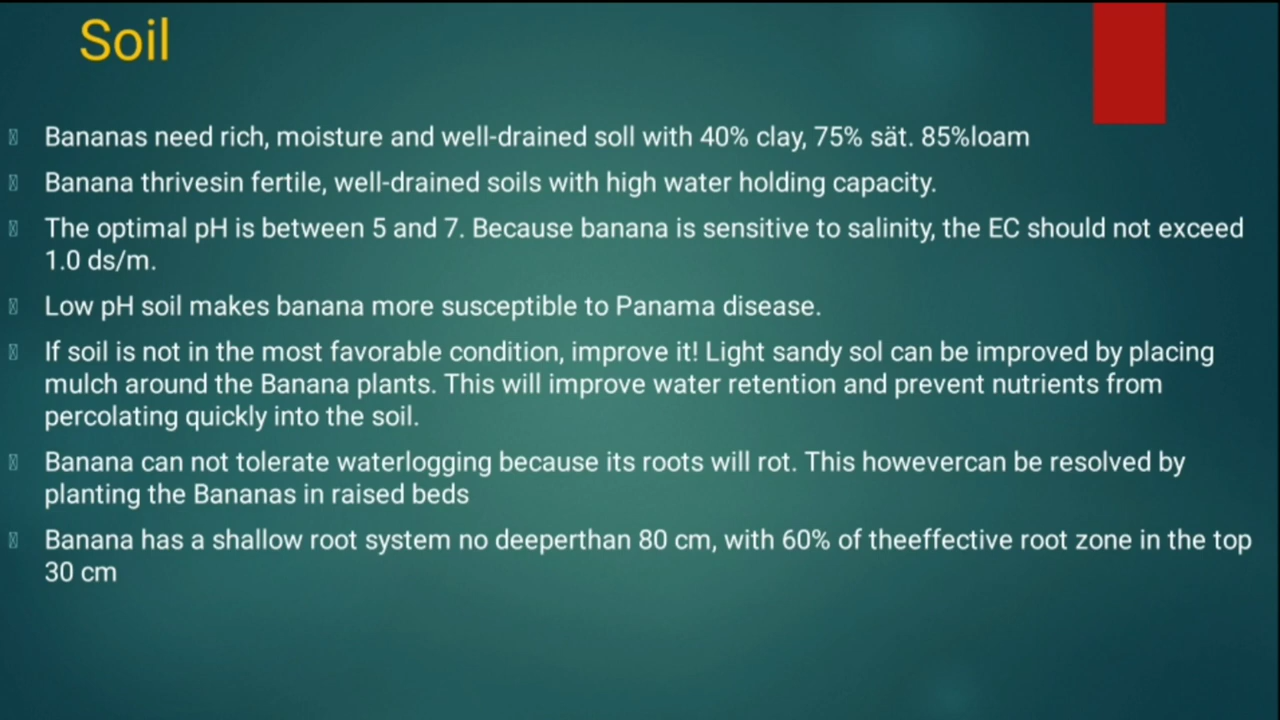 Soil
Bananas need rich, moisture and well-drained soll with 40% clay, 75% sät. 85%loam
Banana thrivesin fertile, well-drained soils with high water holding capacity.
The optimal pH is between 5 and 7. Because banana is sensitive to salinity, the EC should not exceed
1.0 ds/m.
Low pH soil makes banana more susceptible to Panama disease.
If soil is not in the most favorable condition, improve it! Light sandy sol can be improved by placing
mulch around the Banana plants. This will improve water retention and prevent nutrients from
percolating quickly into the soil.
Banana can not tolerate waterlogging because its roots will rot. This howevercan be resolved by
planting the Bananas in raised beds
Banana has a shallow root system no deeperthan 80 cm, with 60% of theeffective root zone in the top
30 cm